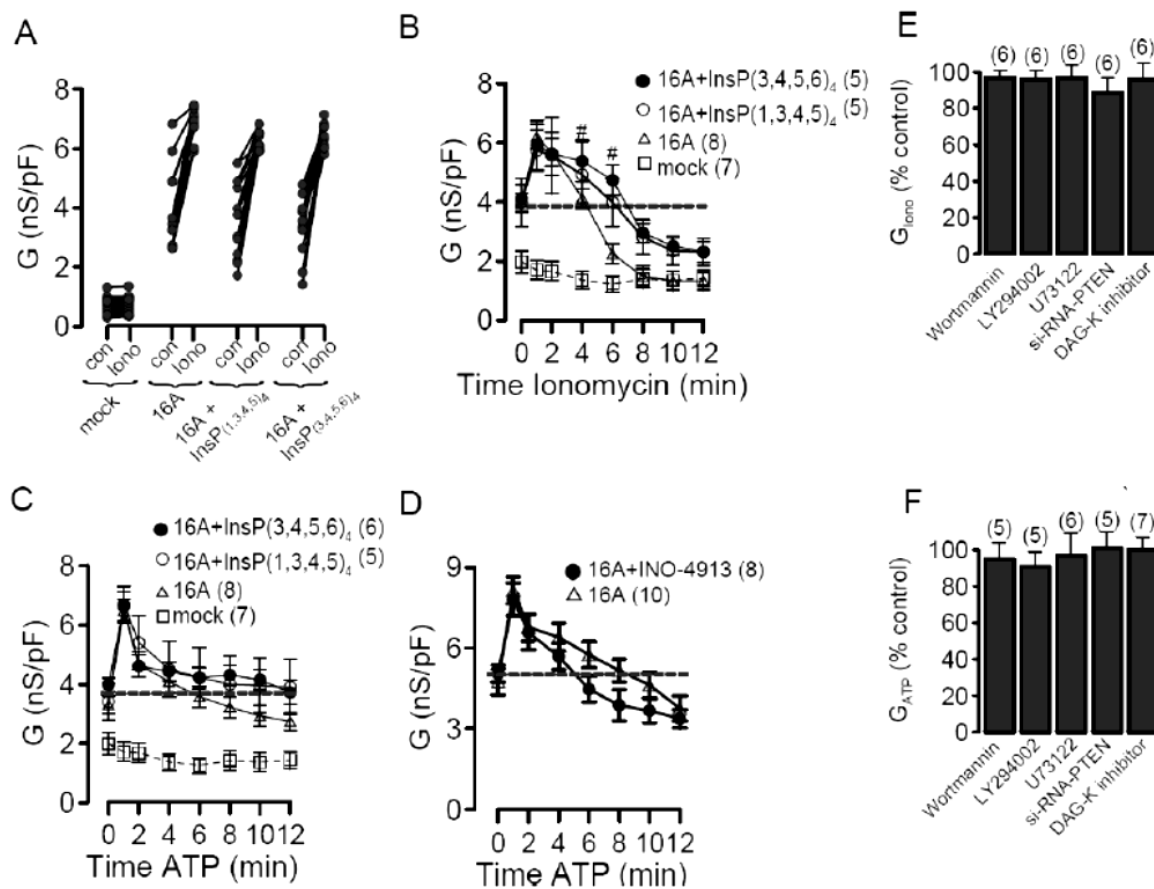 A
G (nS/pF)
8
6
4
2
0
con
Iono
con
Iono
con
Iono
con
Iono
mock
16A
16A +
InsP(1,3,4,5)4
16A +
InsP(3,4,5,6)4
B
16A+InsP(3,4,5,6)4 (5)
16A+InsP(1,3,4,5)4 (5)
16A (8)
mock (7)
G (nS/pF)
8
6
4
2
0
# #
0 2 4 6 8 10 12
Time Ionomycin (min)
E
GIono (% control)
100
80
60
40
20
0
(6) (6) (6) (6) (6)
Wortmannin
LY294002
U73122
si-RNA-PTEN
DAG-K inhibitor
C
16A+InsP(3,4,5,6)4 (6)
16A+InsP(1,3,4,5)4 (5)
16A (8)
mock (7)
G (nS/pF)
8
6
4
2
0
0 2 4 6 8 10 12
Time ATP (min)
D
16A+INO-4913 (8)
16A (10)
G (nS/pF)
9
6
3
0
0 2 4 6 8 10 12
Time ATP (min)
F
GATP (% control)
100
80
60
40
20
0
(5) (5) (6) (5) (7)
Wortmannin
LY294002
U73122
si-RNA-PTEN
DAG-K inhibitor